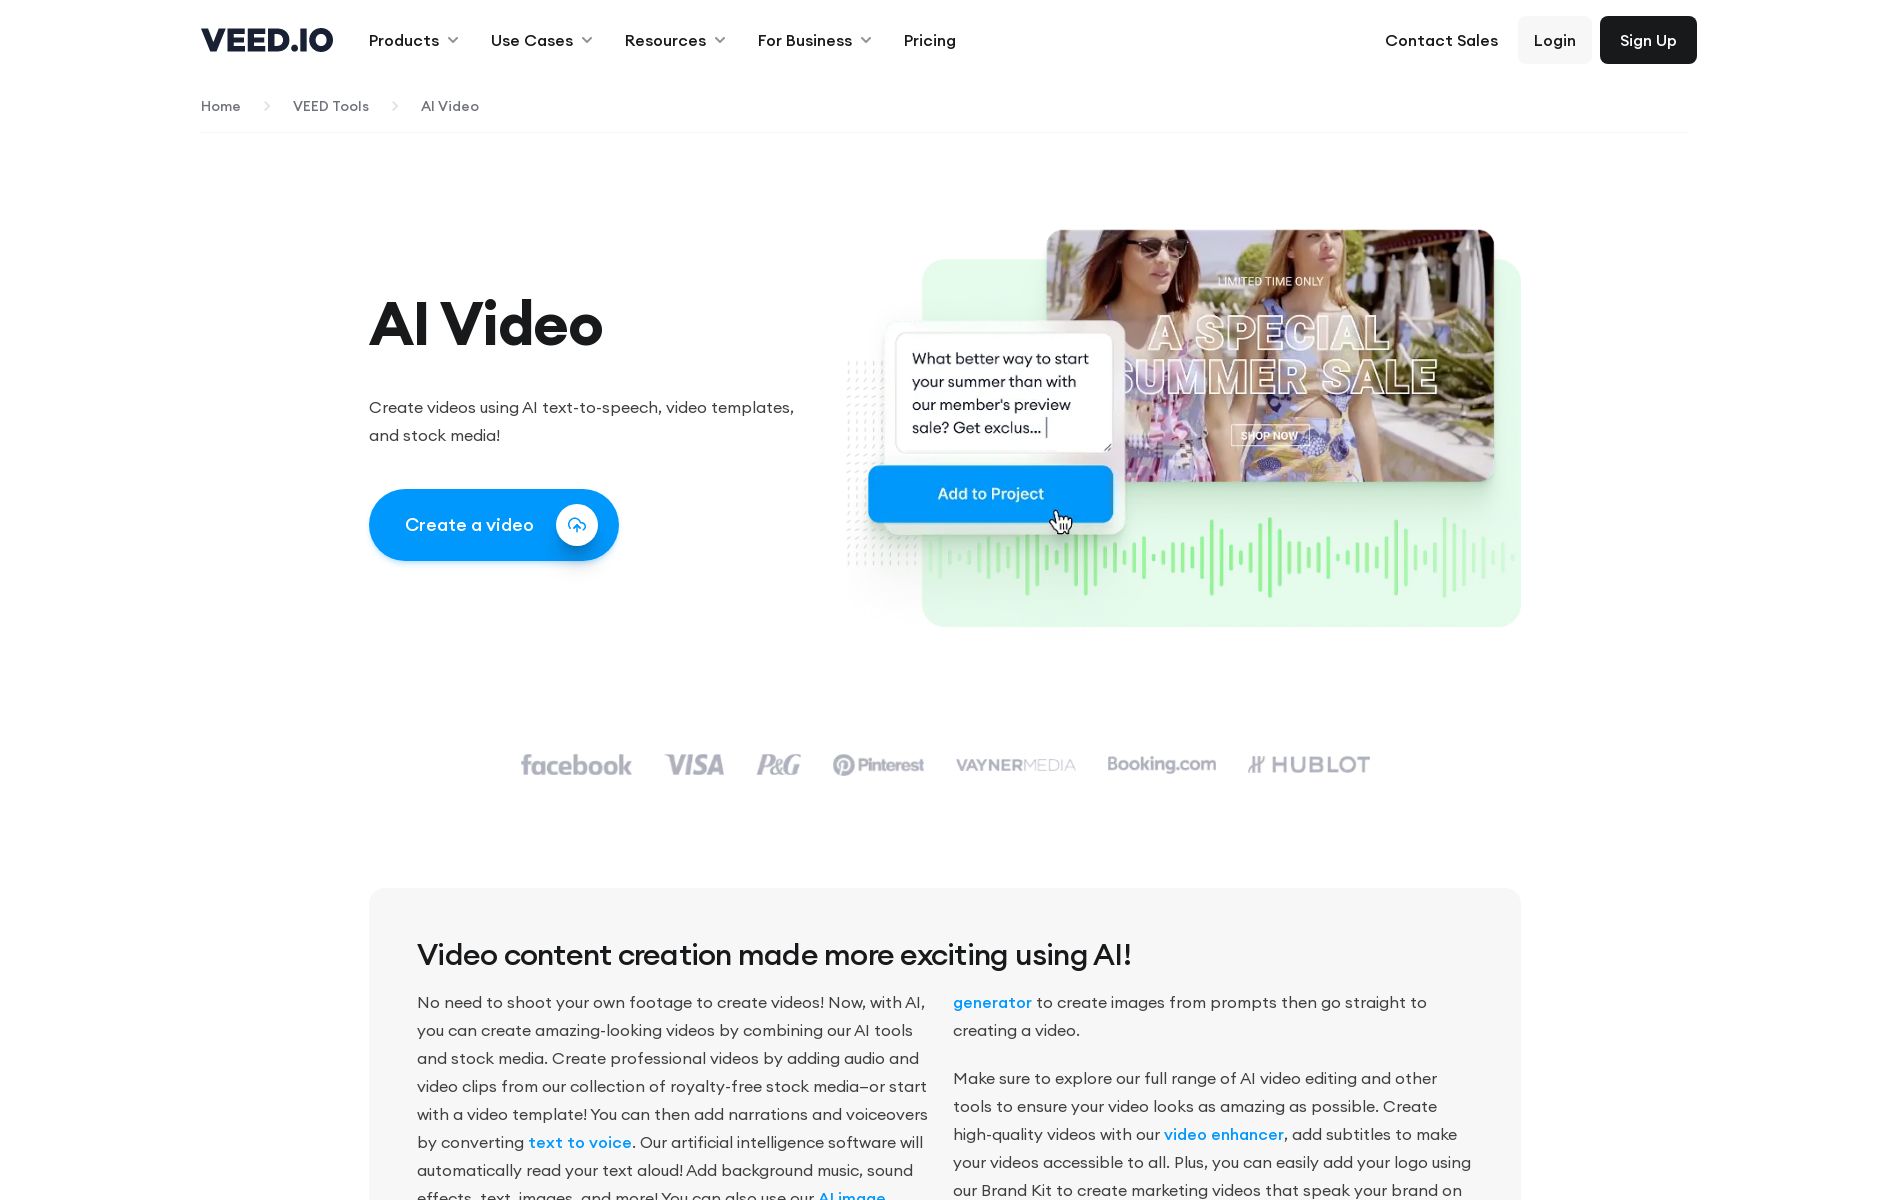 VEED.IO Products Use Cases Resources For Business Pricing Contact Sales Login Sign Up
Home VEED Tools AI Video
AI Video
Create videos using AI text-to-speech, video templates,
and stock media!
Create a video
LIMITED TIME ONLY
A SPECIAL
SUMMER SALE
SHOP NOW
What better way to start
your summer than with
our member's preview
sale? Get exclus...
Add to Project
facebook VISA P&G Pinterest VAYNERMEDIA Booking.com HUBLOT
Video content creation made more exciting using AI!
No need to shoot your own footage to create videos! Now, with AI,
you can create amazing-looking videos by combining our AI tools
and stock media. Create professional videos by adding audio and
video clips from our collection of royalty-free stock media—or start
with a video template! You can then add narrations and voiceovers
by converting text to voice. Our artificial intelligence software will
automatically read your text aloud! Add background music, sound
effects, text, images, and more! You can also use our AI image
generator to create images from prompts then go straight to
creating a video.
Make sure to explore our full range of AI video editing and other
tools to ensure your video looks as amazing as possible. Create
high-quality videos with our video enhancer, add subtitles to make
your videos accessible to all. Plus, you can easily add your logo using
our Brand Kit to create marketing videos that speak your brand on